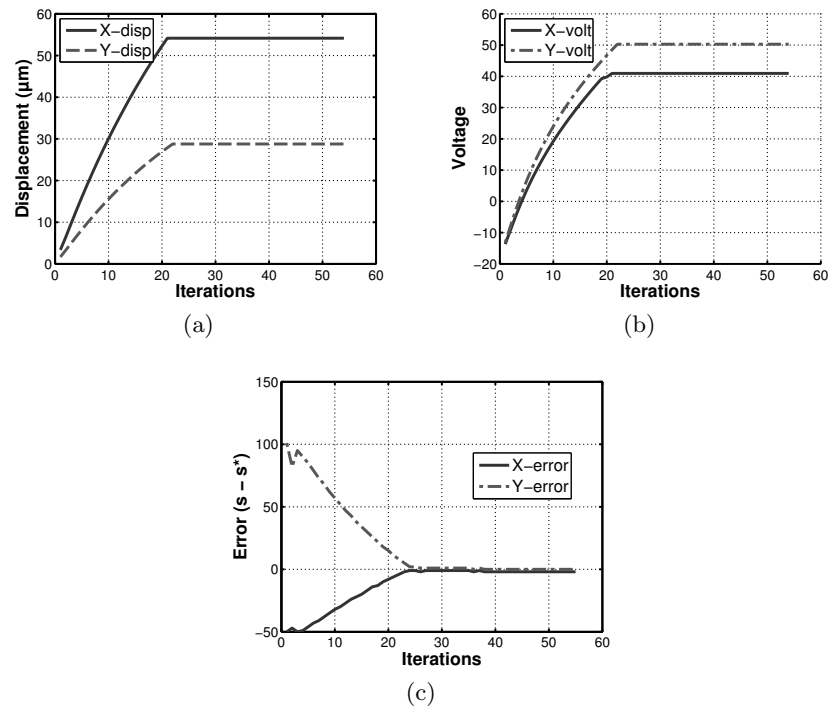 60
50
40
30
20
10
0
Displacement (µm)
X−disp
Y−disp
0 10 20 30 40 50 60
Iterations
(a)
60
50
40
30
20
10
0
−10
−20
Voltage
X−volt
Y−volt
0 10 20 30 40 50 60
Iterations
(b)
150
100
50
0
−50
Error (s − s*)
X−error
Y−error
0 10 20 30 40 50 60
Iterations
(c)